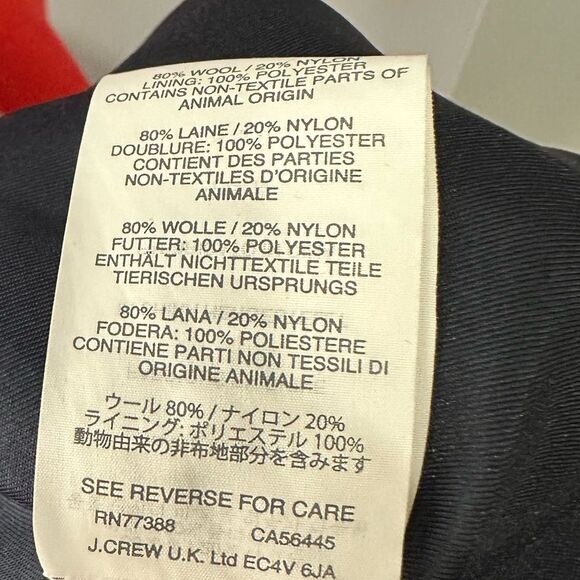 80% WOOL / 20% NYLON
LINING: 100% POLYESTER
CONTAINS NON-TEXTILE PARTS OF
ANIMAL ORIGIN
80% LAINE / 20% NYLON
DOUBLURE: 100% POLYESTER
CONTIENT DES PARTIES
NON-TEXTILES D'ORIGINE
ANIMALE
80% WOLLE / 20% NYLON
FUTTER: 100% POLYESTER
ENTHÄLT NICHTTEXTILE TEILE
TIERISCHEN URSPRUNGS
80% LANA / 20% NYLON
FODERA: 100% POLIESTERE
CONTIENE PARTI NON TESSILI DI
ORIGINE ANIMALE
ウール 80% / ナイロン 20%
ライニング: ポリエステル 100%
動物由来の非布地部分を含みます
SEE REVERSE FOR CARE
RN77388 CA56445
J.CREW U.K. Ltd EC4V 6JA